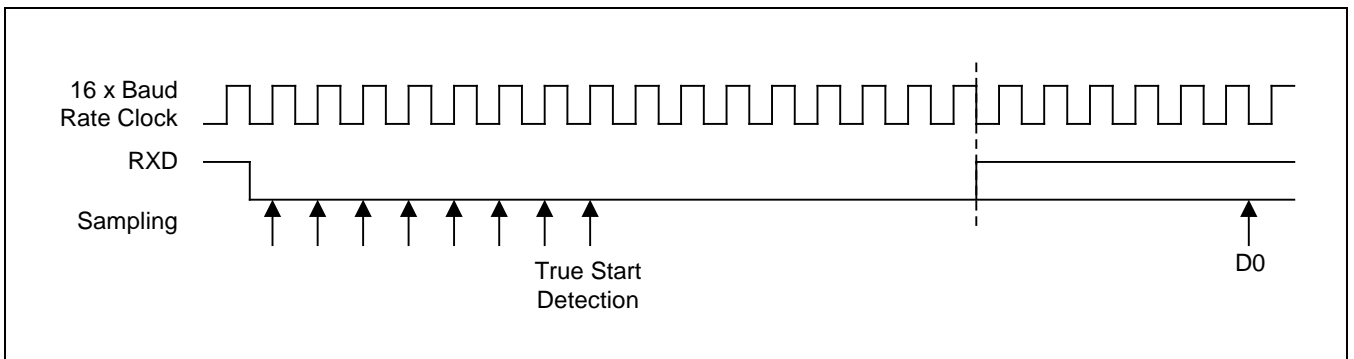 16 x Baud
Rate Clock
RXD
Sampling
True Start
Detection
D0